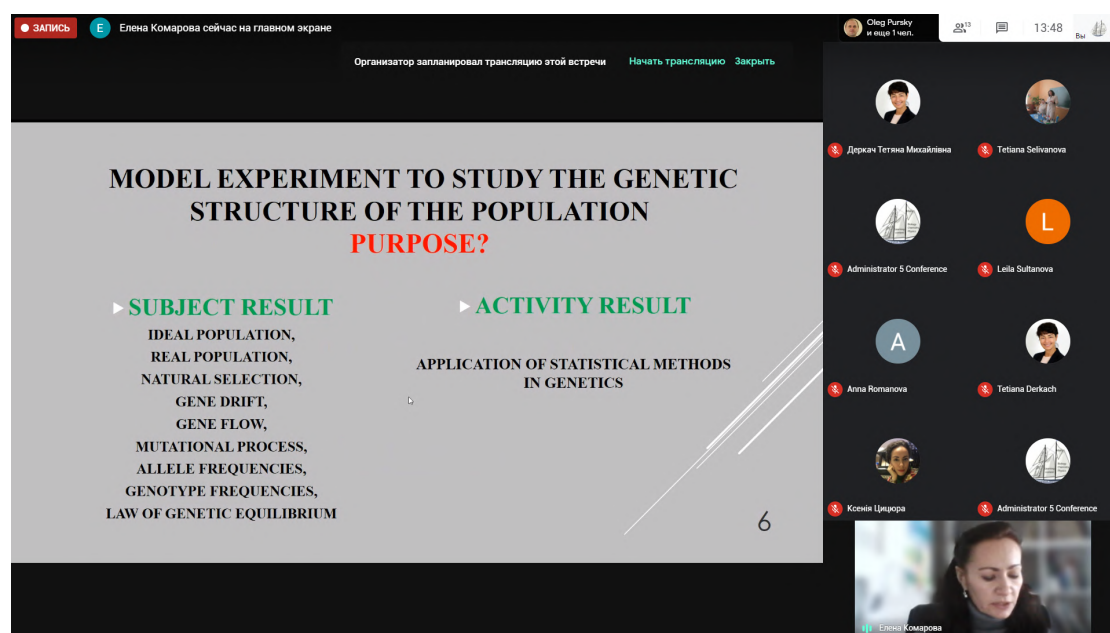 ЗАПИСЬ
E
Елена Комарова сейчас на главном экране
Oleg Pursky
и еще 1 чел.
13
13:48
Вы
Организатор запланировал трансляцию этой встречи Начать трансляцию Закрыть
MODEL EXPERIMENT TO STUDY THE GENETIC
STRUCTURE OF THE POPULATION
PURPOSE?
SUBJECT RESULT
IDEAL POPULATION,
REAL POPULATION,
NATURAL SELECTION,
GENE DRIFT,
GENE FLOW,
MUTATIONAL PROCESS,
ALLELE FREQUENCIES,
GENOTYPE FREQUENCIES,
LAW OF GENETIC EQUILIBRIUM
ACTIVITY RESULT
APPLICATION OF STATISTICAL METHODS
IN GENETICS
6
Деркач Тетяна Михайлівна
Tetiana Selivanova
Administrator 5 Conference
L
Leila Sultanova
A
Anna Romanova
Tetiana Derkach
Ксенія Цицюра
Administrator 5 Conference
Елена Комарова